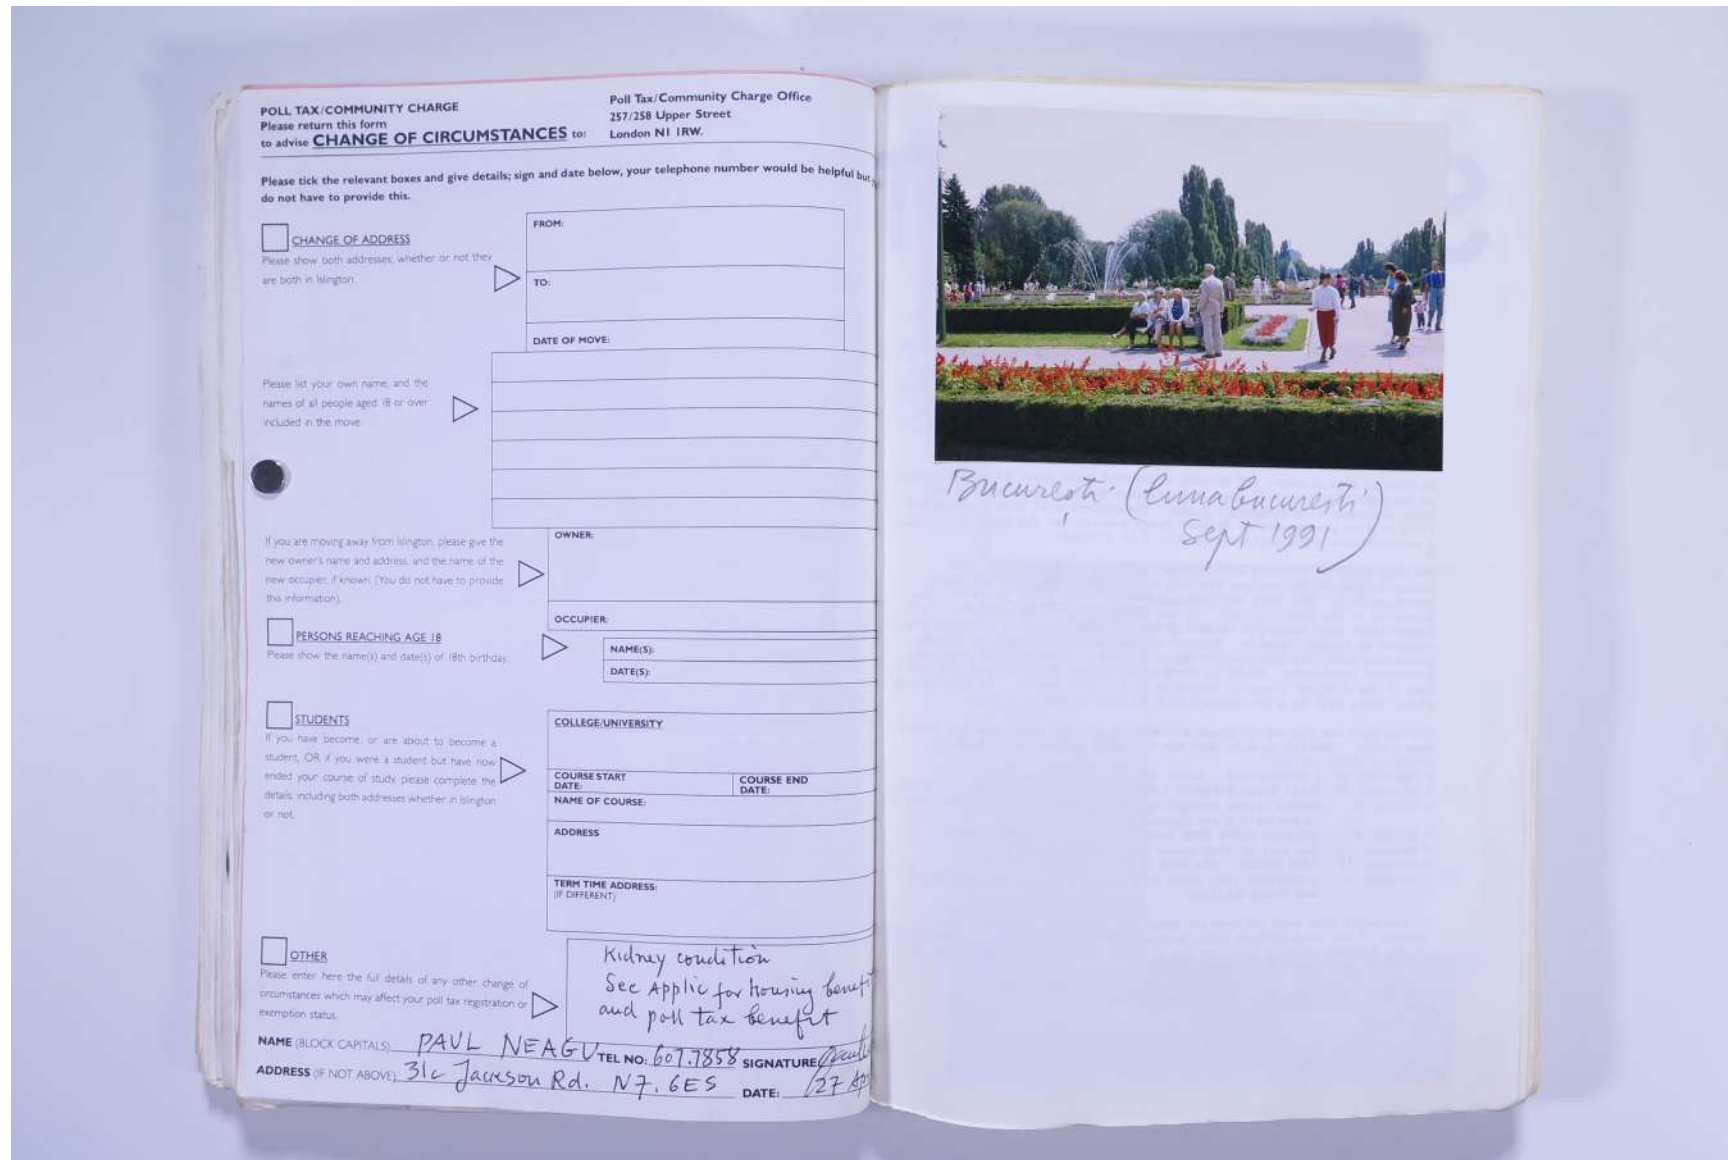 POLL TAX/COMMUNITY CHARGE
Please return this form
to advise CHANGE OF CIRCUMSTANCES to:
Poll Tax/Community Charge Office
257/258 Upper Street
London N1 1RW.
Please tick the relevant boxes and give details; sign and date below, your telephone number would be helpful but
do not have to provide this.
CHANGE OF ADDRESS
Please show both addresses, whether or not they
are both in Islington.
FROM:
TO:
DATE OF MOVE:
Please list your own name, and the
names of all people aged 18 or over
included in the move.
If you are moving away from Islington, please give the
new owner's name and address, and the name of the
new occupier, if known. (You do not have to provide
this information).
OWNER:
OCCUPIER:
PERSONS REACHING AGE 18
Please show the name(s) and date(s) of 18th birthday.
NAME(S):
DATE(S):
STUDENTS
If you have become, or are about to become a
student, OR if you were a student but have now
ended your course of study, please complete the
details, including both addresses whether in Islington
or not.
COLLEGE/UNIVERSITY
COURSE START
DATE:
COURSE END
DATE:
NAME OF COURSE:
ADDRESS
TERM TIME ADDRESS:
(IF DIFFERENT)
OTHER
Please enter here the full details of any other change of
circumstances which may affect your poll tax registration or
exemption status.
Kidney condition
See Applic for housing benefi
and poll tax benefit
NAME (BLOCK CAPITALS) PAUL NEAGU TEL NO: 607.7858 SIGNATURE
ADDRESS (IF NOT ABOVE) 31c Jackson Rd. N7. 6ES DATE: 27 Ap
București (luna bucuresti)
Sept 1991